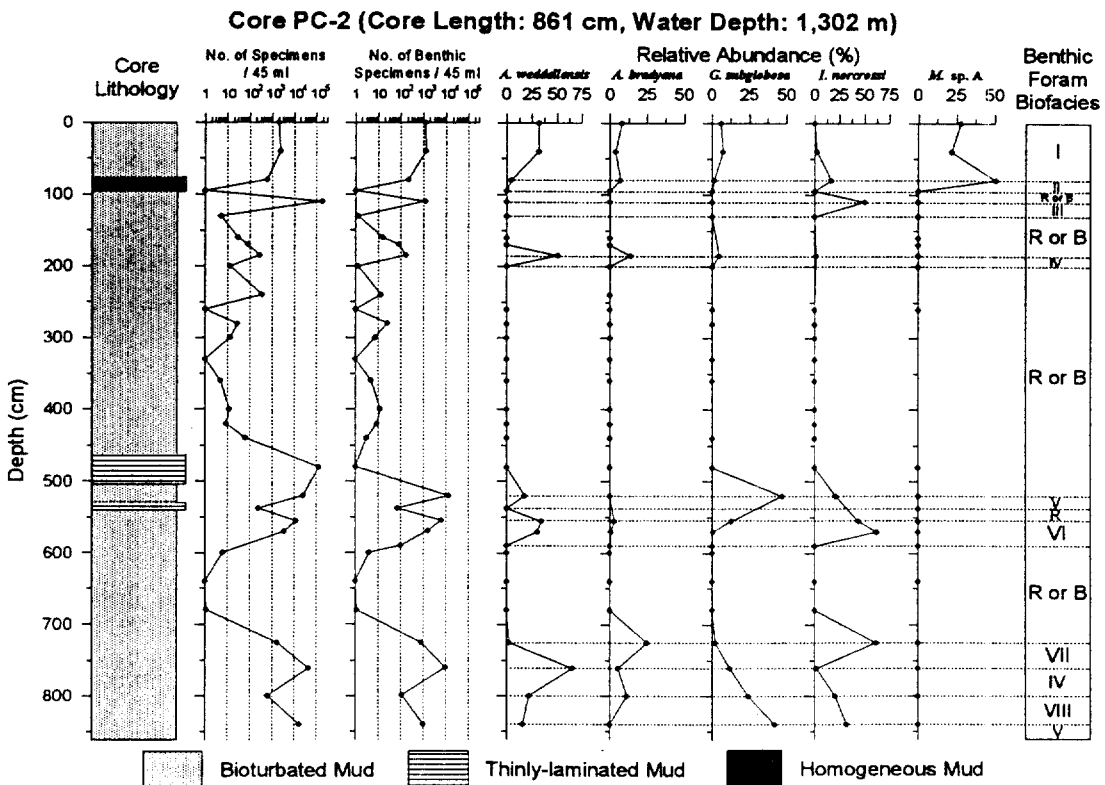 Core PC-2 (Core Length: 861 cm, Water Depth: 1,302 m)
Core Lithology
No. of Specimens / 45 ml
No. of Benthic Specimens / 45 ml
Relative Abundance (%)
A. weddellensis
A. bradyana
G. subglobosa
I. norcrossi
M. sp. A
Benthic Foram Biofacies
1 10 10² 10³ 10⁴ 10⁵
1 10 10² 10³ 10⁴ 10⁵
0 25 50 75
0 25 50
0 25 50
0 25 50 75
0 25 50
Depth (cm)
0
100
200
300
400
500
600
700
800
I
II
R or B
III
R or B
IV
R or B
V
R
VI
R or B
VII
IV
VIII
V
Bioturbated Mud
Thinly-laminated Mud
Homogeneous Mud